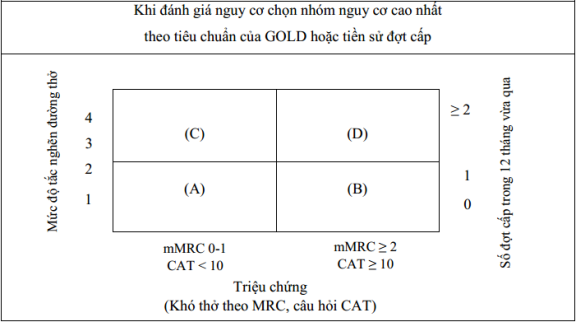 Khi đánh giá nguy cơ chọn nhóm nguy cơ cao nhất
theo tiêu chuẩn của GOLD hoặc tiền sử đợt cấp
Mức độ tắc nghẽn đường thở
4
3
2
1
(C)
(D)
(A)
(B)
≥ 2
1
0
Số đợt cấp trong 12 tháng vừa qua
mMRC 0-1
CAT < 10
mMRC ≥ 2
CAT ≥ 10
Triệu chứng
(Khó thở theo MRC, câu hỏi CAT)